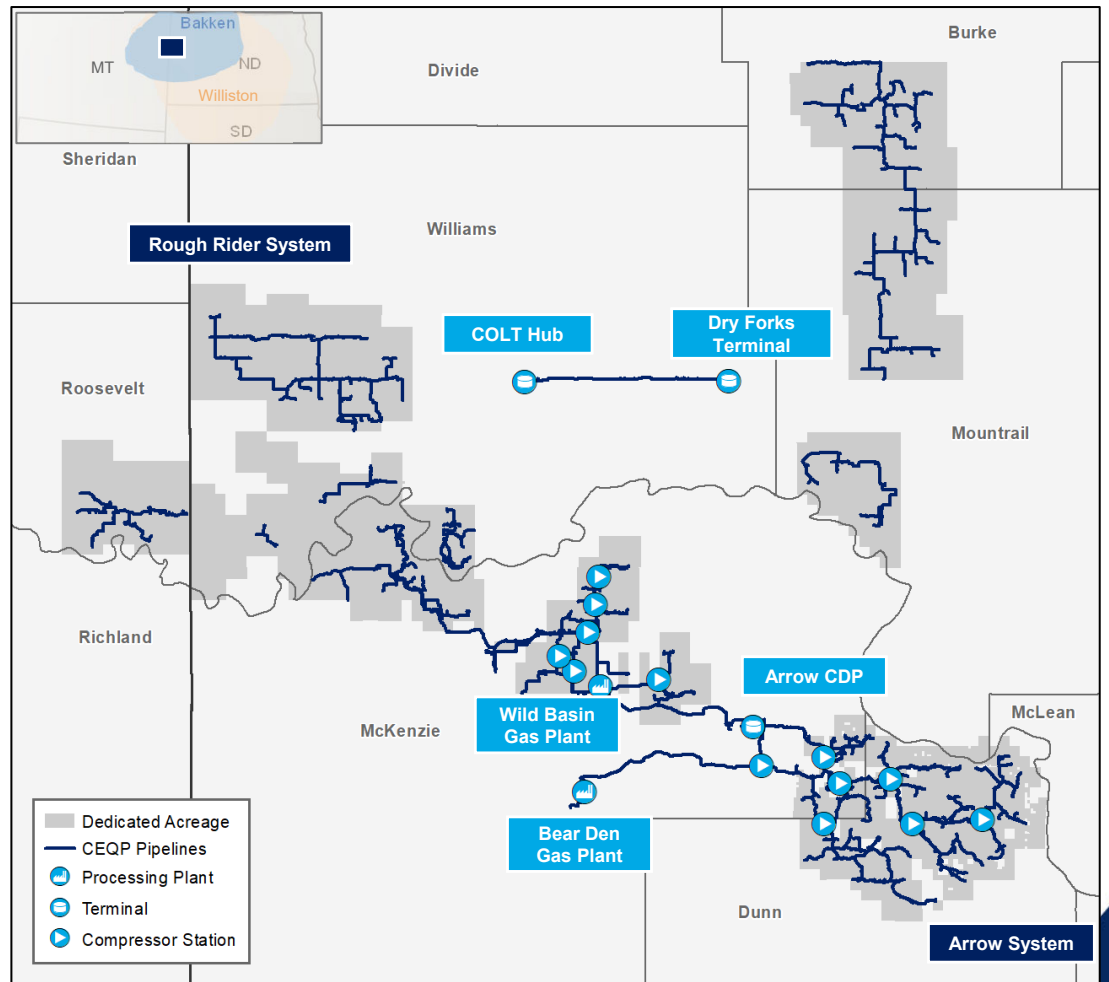 Bakken
MT
ND
Williston
SD
Burke
Divide
Sheridan
Williams
Rough Rider System
COLT Hub
Dry Forks
Terminal
Roosevelt
Mountrail
Richland
Arrow CDP
McLean
Wild Basin
Gas Plant
McKenzie
Bear Den
Gas Plant
Dunn
Arrow System
Dedicated Acreage
CEQP Pipelines
Processing Plant
Terminal
Compressor Station